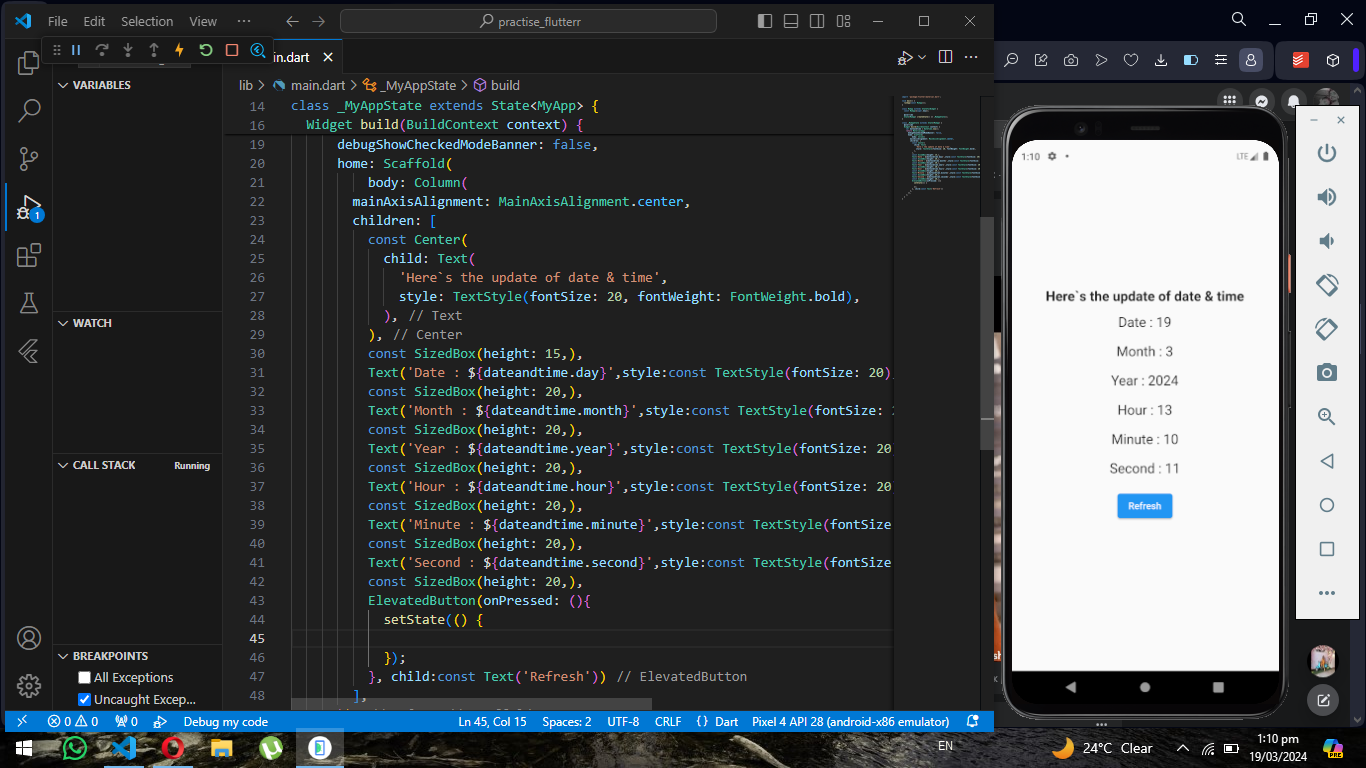 File Edit Selection View ··· practise_flutterr
in.dart
VARIABLES
WATCH
CALL STACK Running
BREAKPOINTS
All Exceptions
Uncaught Excep...
1
lib > main.dart > _MyAppState > build
14 class _MyAppState extends State<MyApp> {
16 Widget build(BuildContext context) {
19 debugShowCheckedModeBanner: false,
20 home: Scaffold(
21 body: Column(
22 mainAxisAlignment: MainAxisAlignment.center,
23 children: [
24 const Center(
25 child: Text(
26 'Here`s the update of date & time',
27 style: TextStyle(fontSize: 20, fontWeight: FontWeight.bold),
28 ), // Text
29 ), // Center
30 const SizedBox(height: 15,),
31 Text('Date : ${dateandtime.day}',style:const TextStyle(fontSize: 20)
32 const SizedBox(height: 20,),
33 Text('Month : ${dateandtime.month}',style:const TextStyle(fontSize:
34 const SizedBox(height: 20,),
35 Text('Year : ${dateandtime.year}',style:const TextStyle(fontSize: 20
36 const SizedBox(height: 20,),
37 Text('Hour : ${dateandtime.hour}',style:const TextStyle(fontSize: 20
38 const SizedBox(height: 20,),
39 Text('Minute : ${dateandtime.minute}',style:const TextStyle(fontSize
40 const SizedBox(height: 20,),
41 Text('Second : ${dateandtime.second}',style:const TextStyle(fontSize
42 const SizedBox(height: 20,),
43 ElevatedButton(onPressed: (){
44 setState(() {
45
46 });
47 }, child:const Text('Refresh')) // ElevatedButton
48 ],
0 0 0 Debug my code Ln 45, Col 15 Spaces: 2 UTF-8 CRLF {} Dart Pixel 4 API 28 (android-x86 emulator)
1:10 LTE
Here`s the update of date & time
Date : 19
Month : 3
Year : 2024
Hour : 13
Minute : 10
Second : 11
Refresh
EN 24°C Clear 1:10 pm
19/03/2024
PRE